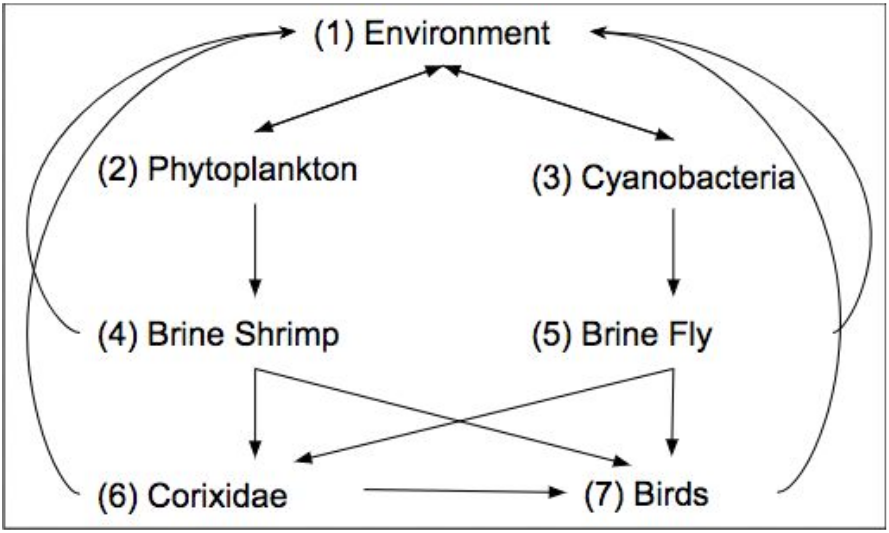 (1) Environment
(2) Phytoplankton
(3) Cyanobacteria
(4) Brine Shrimp
(5) Brine Fly
(6) Corixidae
(7) Birds